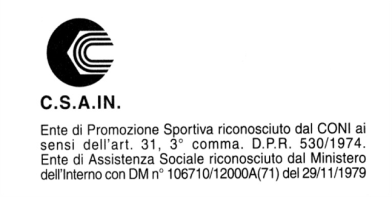 C.S.A.IN.
Ente di Promozione Sportiva riconosciuto dal CONI ai
sensi dell'art. 31, 3° comma. D.P.R. 530/1974.
Ente di Assistenza Sociale riconosciuto dal Ministero
dell'Interno con DM n° 106710/12000A(71) del 29/11/1979